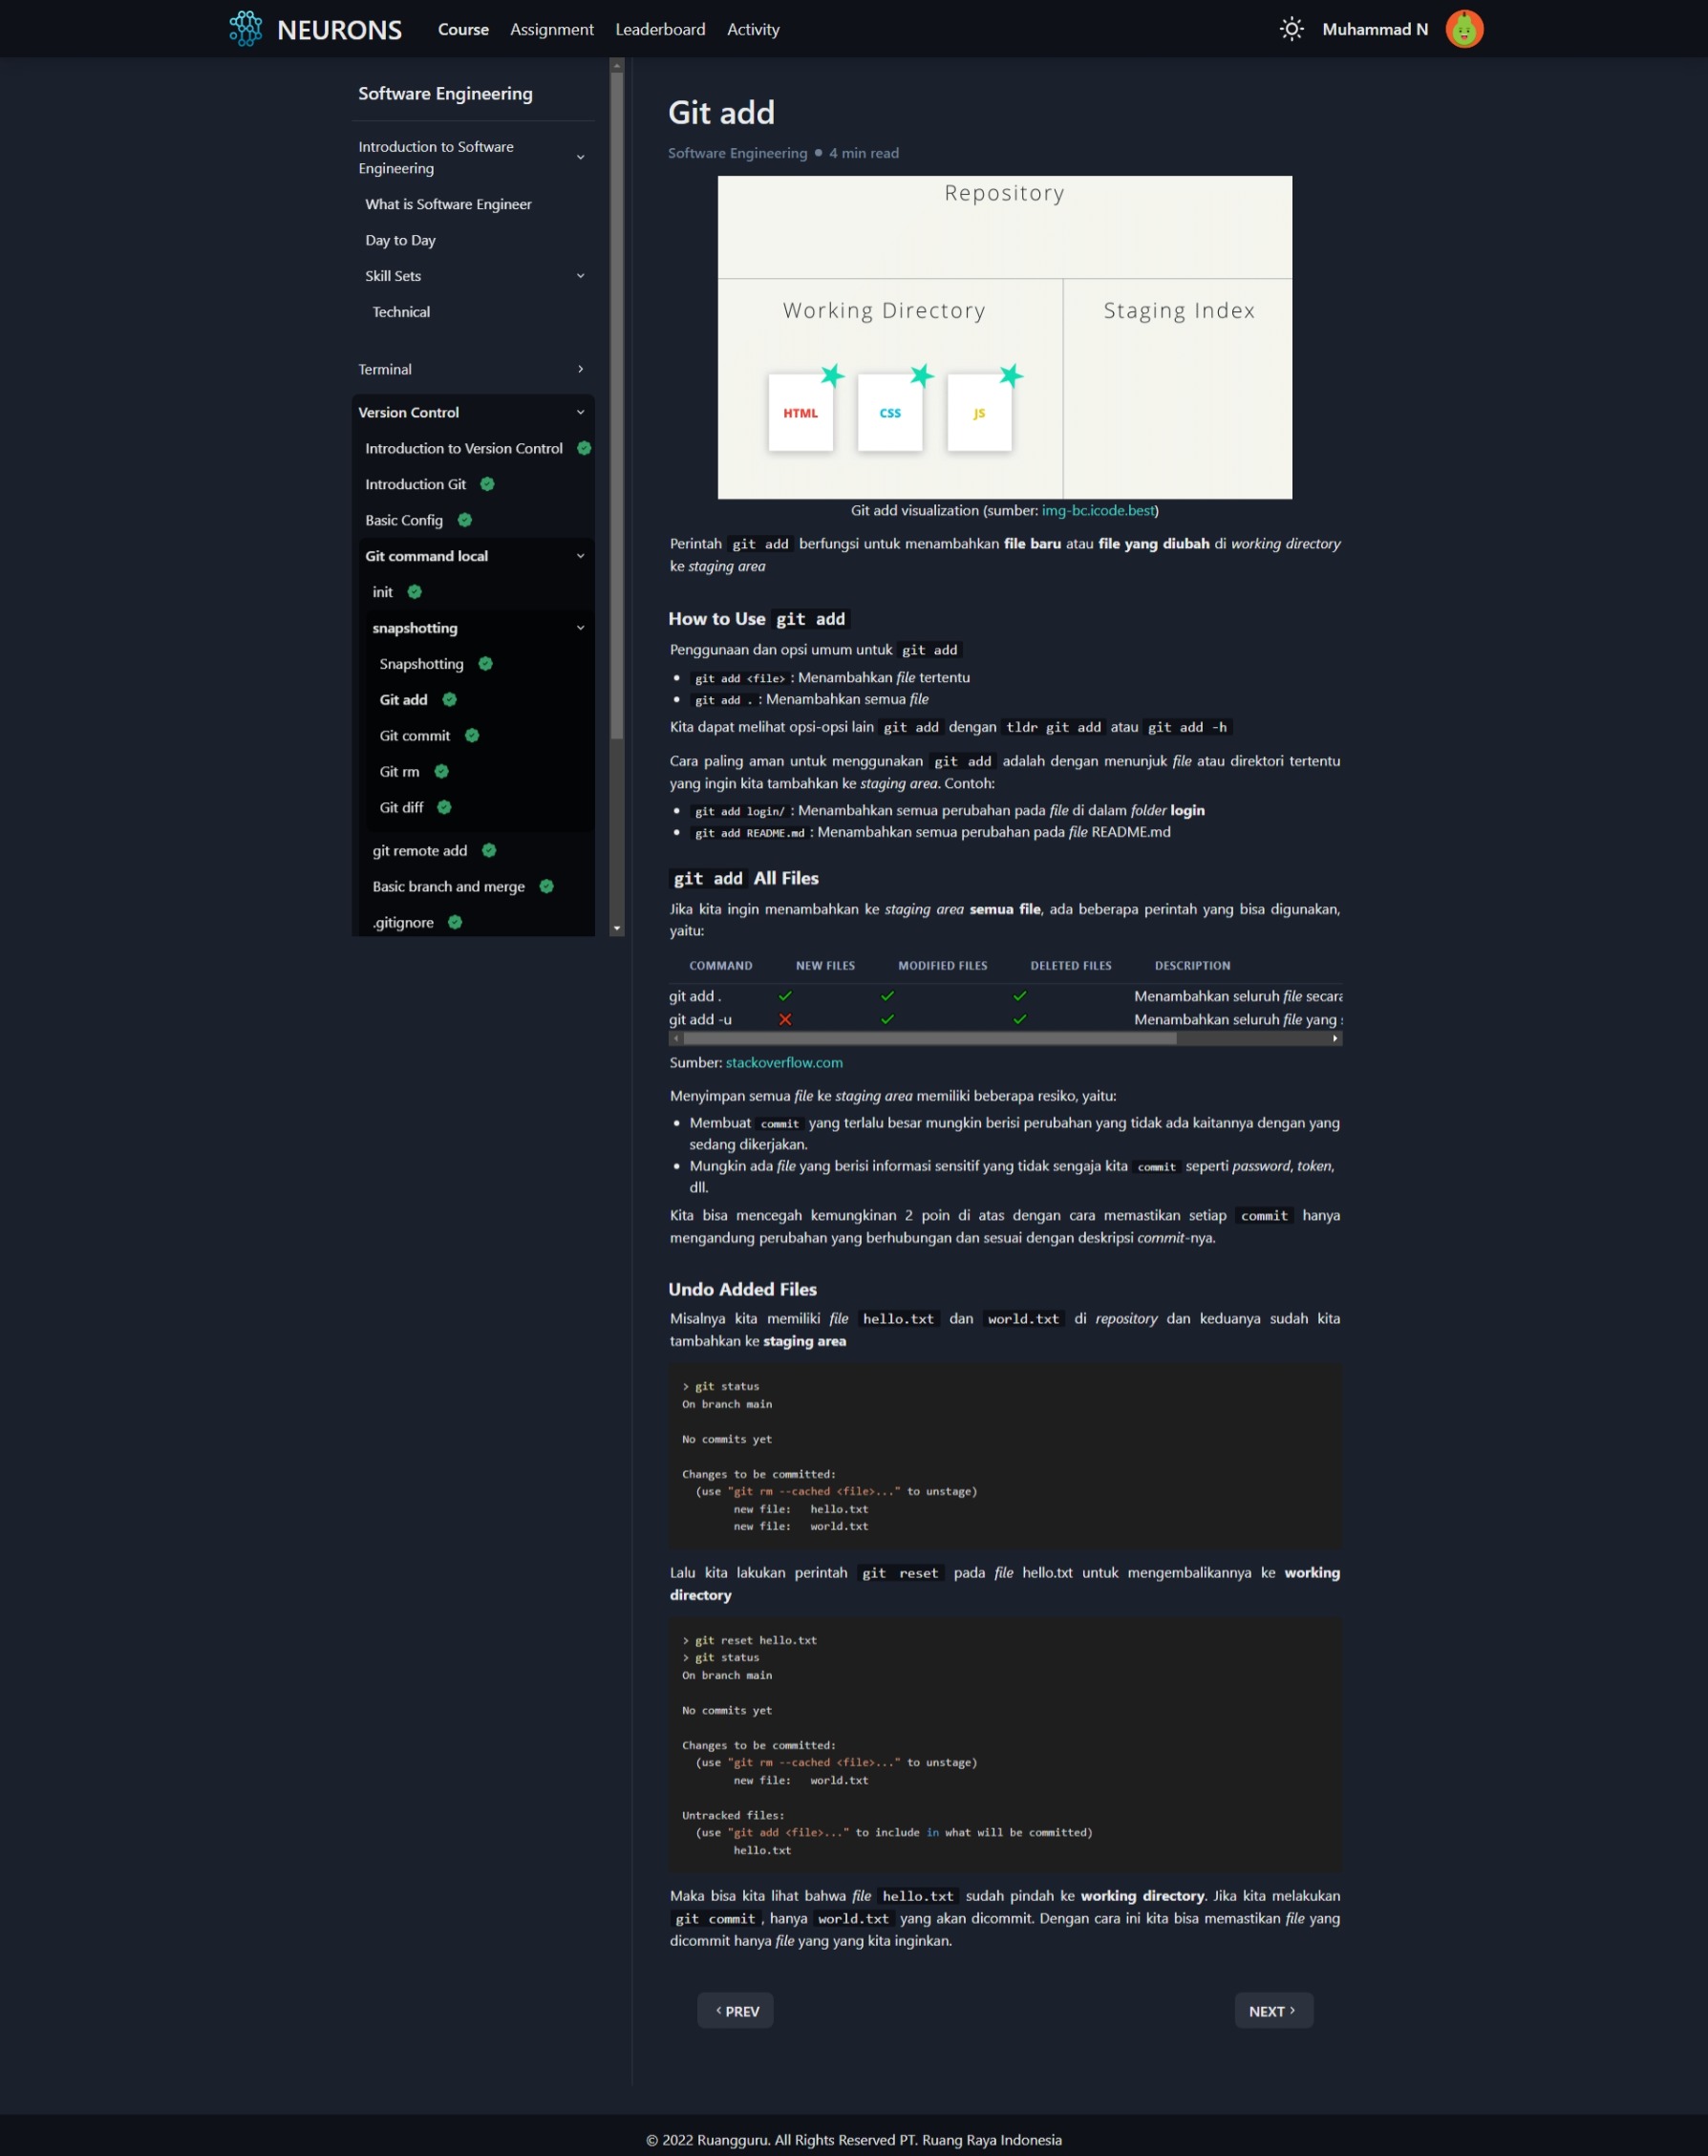 NEURONS
Course Assignment Leaderboard Activity
Muhammad N
Software Engineering
Introduction to Software
Engineering
What is Software Engineer
Day to Day
Skill Sets
Technical
Terminal
Version Control
Introduction to Version Control
Introduction Git
Basic Config
Git command local
init
snapshotting
Snapshotting
Git add
Git commit
Git rm
Git diff
git remote add
Basic branch and merge
.gitignore
Git add
Software Engineering • 4 min read
Repository
Working Directory
Staging Index
HTML
CSS
JS
Git add visualization (sumber: img-bc.icode.best)
Perintah git add berfungsi untuk menambahkan file baru atau file yang diubah di working directory
ke staging area
How to Use git add
Penggunaan dan opsi umum untuk git add
• git add <file> : Menambahkan file tertentu
• git add . : Menambahkan semua file
Kita dapat melihat opsi-opsi lain git add dengan tldr git add atau git add -h
Cara paling aman untuk menggunakan git add adalah dengan menunjuk file atau direktori tertentu
yang ingin kita tambahkan ke staging area. Contoh:
• git add login/ : Menambahkan semua perubahan pada file di dalam folder login
• git add README.md : Menambahkan semua perubahan pada file README.md
git add All Files
Jika kita ingin menambahkan ke staging area semua file, ada beberapa perintah yang bisa digunakan,
yaitu:
COMMAND NEW FILES MODIFIED FILES DELETED FILES DESCRIPTION
git add . ✓ ✓ ✓ Menambahkan seluruh file secara
git add -u ✕ ✓ ✓ Menambahkan seluruh file yang
Sumber: stackoverflow.com
Menyimpan semua file ke staging area memiliki beberapa resiko, yaitu:
• Membuat commit yang terlalu besar mungkin berisi perubahan yang tidak ada kaitannya dengan yang
sedang dikerjakan.
• Mungkin ada file yang berisi informasi sensitif yang tidak sengaja kita commit seperti password, token,
dll.
Kita bisa mencegah kemungkinan 2 poin di atas dengan cara memastikan setiap commit hanya
mengandung perubahan yang berhubungan dan sesuai dengan deskripsi commit-nya.
Undo Added Files
Misalnya kita memiliki file hello.txt dan world.txt di repository dan keduanya sudah kita
tambahkan ke staging area
> git status
On branch main
No commits yet
Changes to be committed:
(use "git rm --cached <file>..." to unstage)
new file: hello.txt
new file: world.txt
Lalu kita lakukan perintah git reset pada file hello.txt untuk mengembalikannya ke working
directory
> git reset hello.txt
> git status
On branch main
No commits yet
Changes to be committed:
(use "git rm --cached <file>..." to unstage)
new file: world.txt
Untracked files:
(use "git add <file>..." to include in what will be committed)
hello.txt
Maka bisa kita lihat bahwa file hello.txt sudah pindah ke working directory. Jika kita melakukan
git commit , hanya world.txt yang akan dicommit. Dengan cara ini kita bisa memastikan file yang
dicommit hanya file yang yang kita inginkan.
‹ PREV
NEXT ›
© 2022 Ruangguru. All Rights Reserved PT. Ruang Raya Indonesia